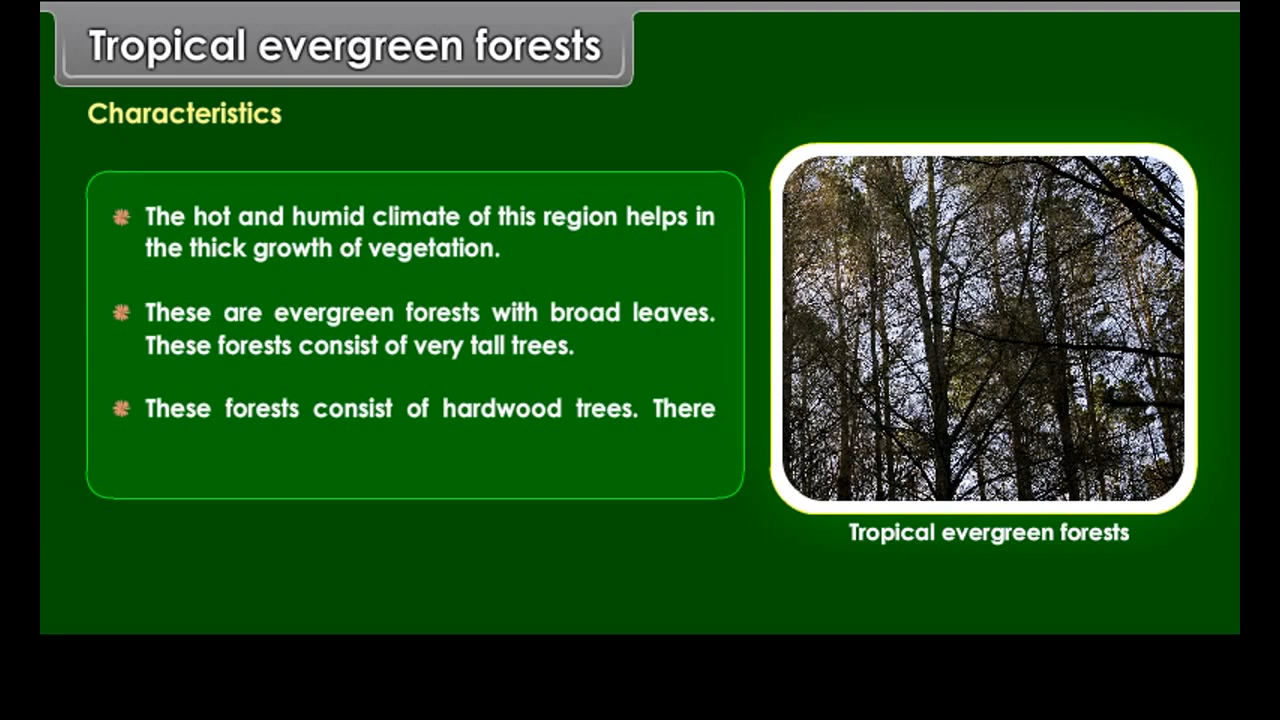 Tropical evergreen forests
Characteristics
The hot and humid climate of this region helps in
the thick growth of vegetation.
These are evergreen forests with broad leaves.
These forests consist of very tall trees.
These forests consist of hardwood trees. There
Tropical evergreen forests